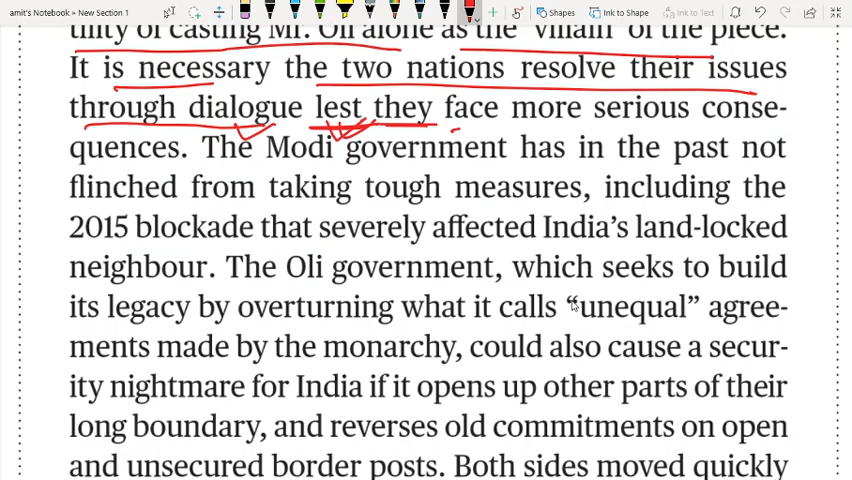 amit's OneNote » New Section 1
Shapes
Ink to Shape
Ink to Text
Share
of casting Mr. Oli alone as the “villain” of the piece.
It is necessary the two nations resolve their issues
through dialogue lest they face more serious conse-
quences. The Modi government has in the past not
flinched from taking tough measures, including the
2015 blockade that severely affected India’s land-locked
neighbour. The Oli government, which seeks to build
its legacy by overturning what it calls “unequal” agree-
ments made by the monarchy, could also cause a secur-
ity nightmare for India if it opens up other parts of their
long boundary, and reverses old commitments on open
and unsecured border posts. Both sides moved quickly